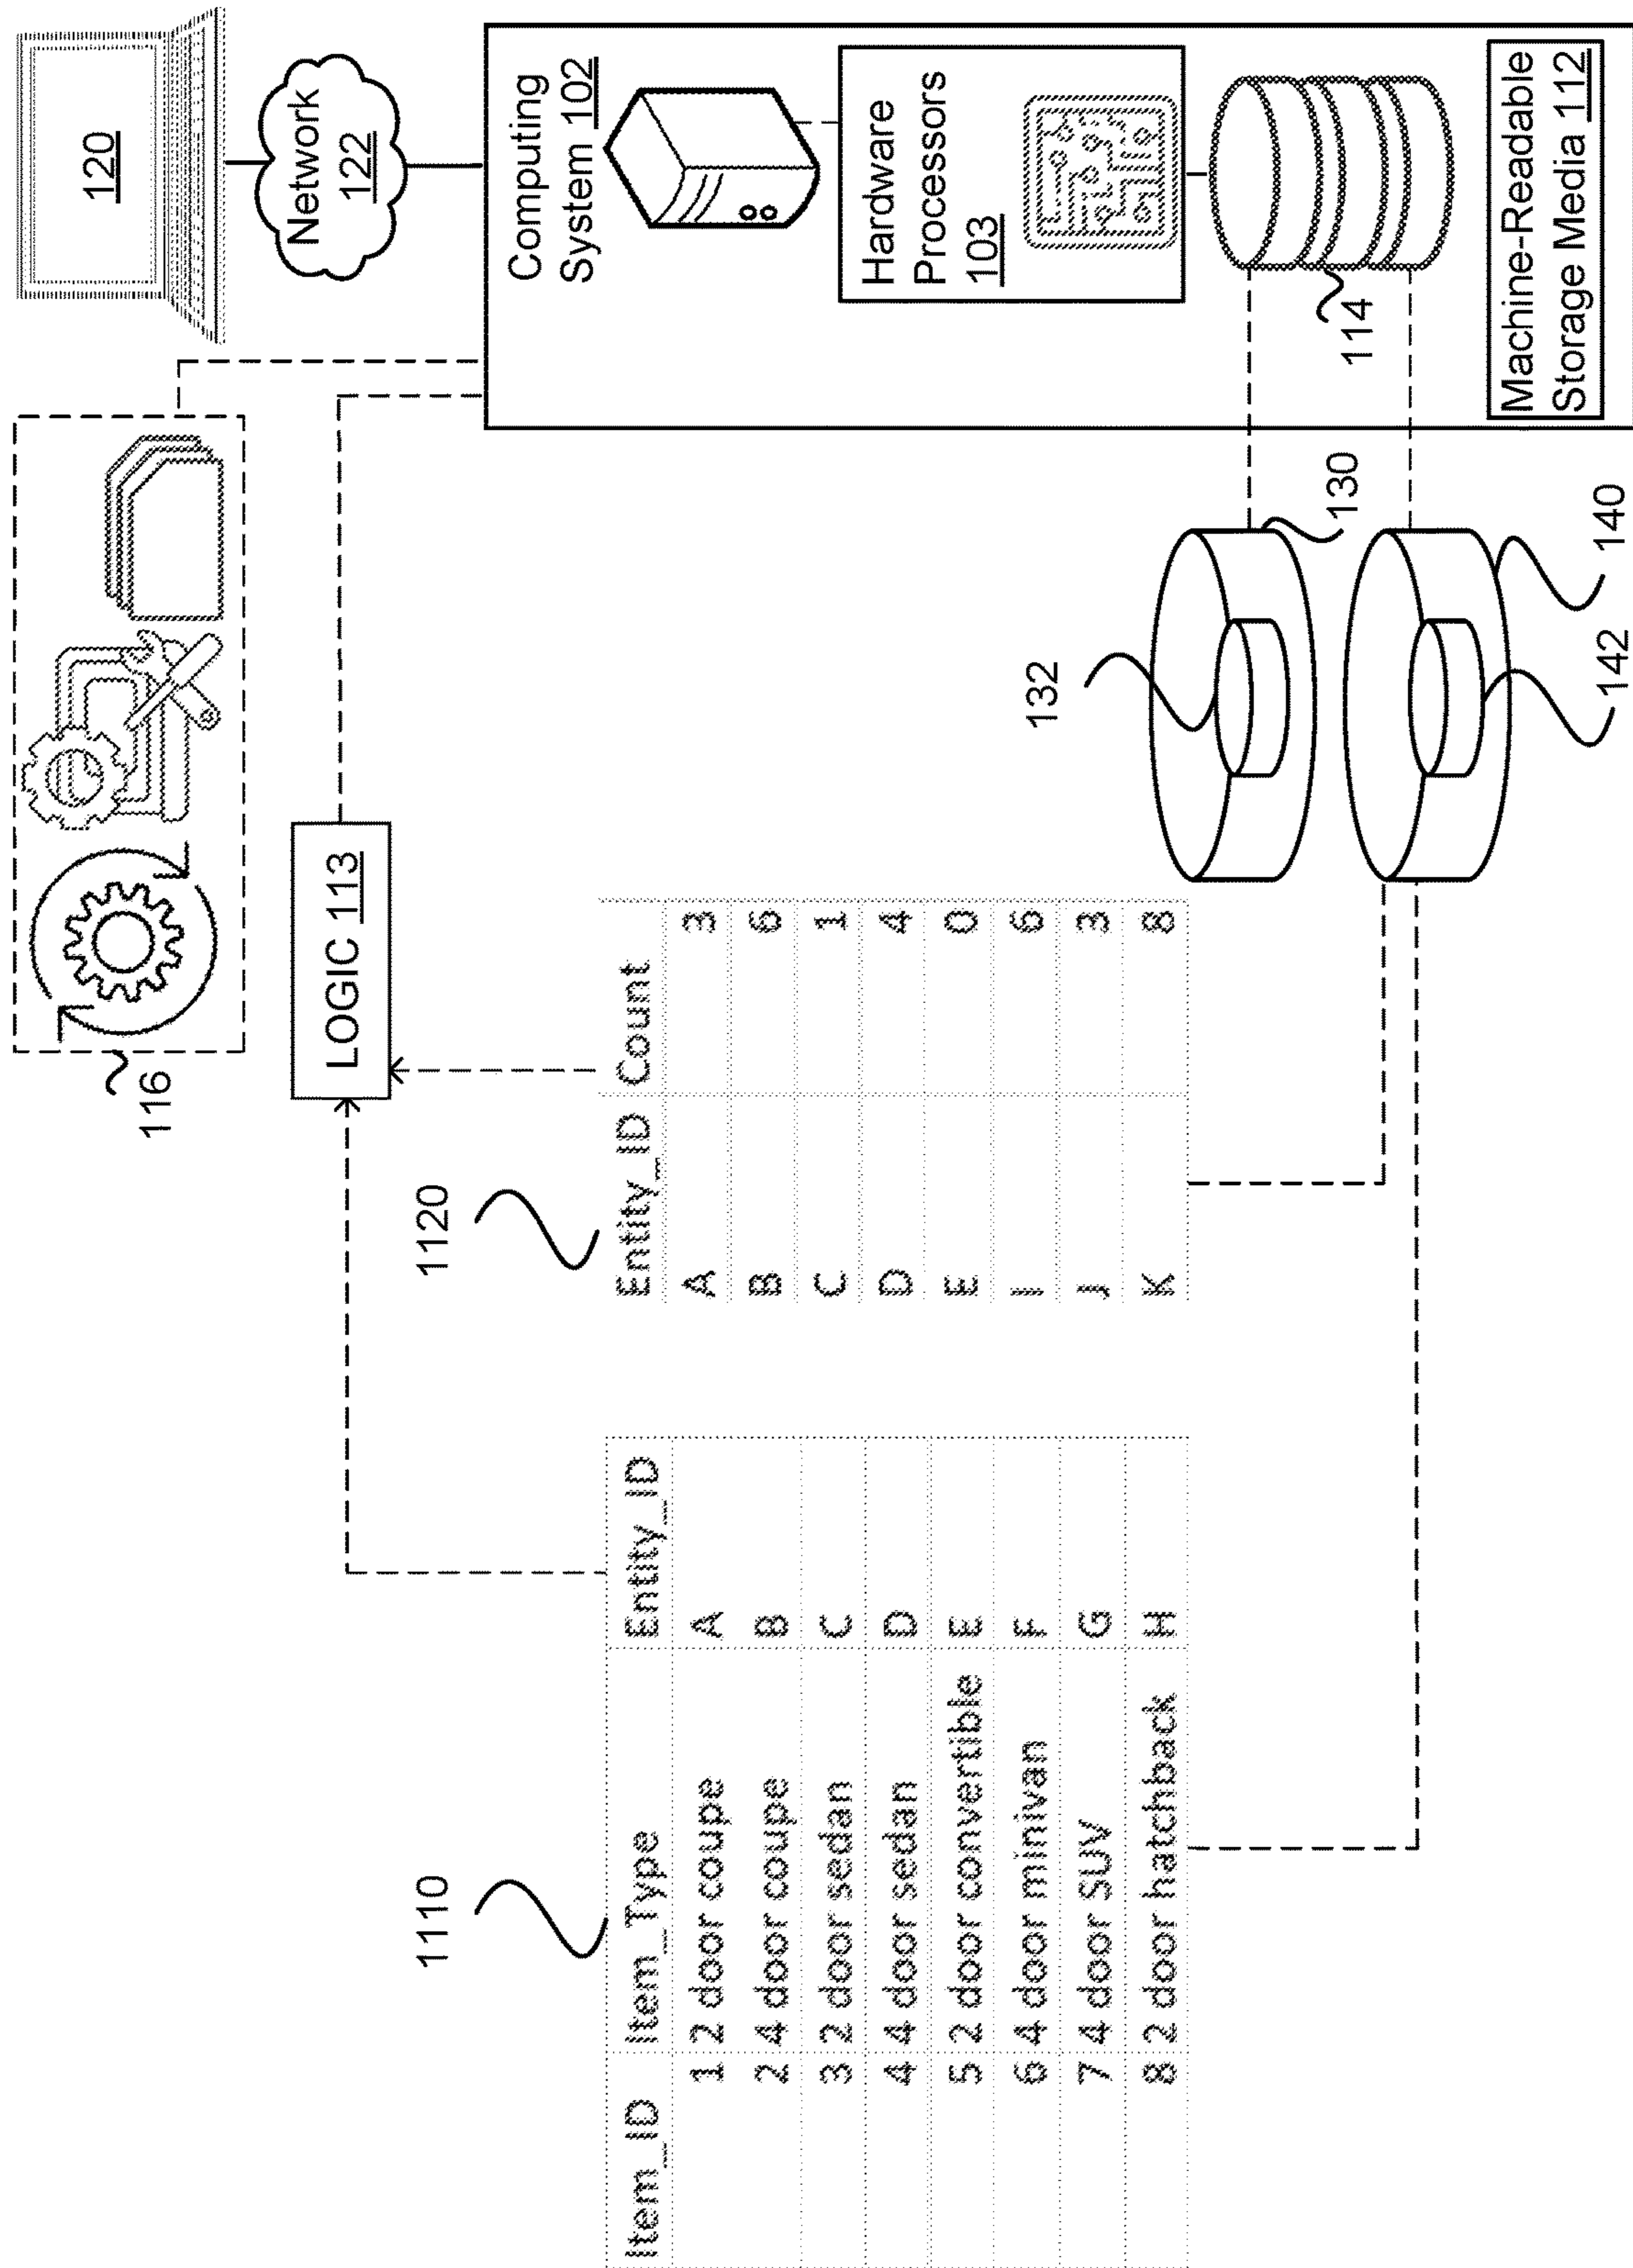 120
Network
122
116
LOGIC 113
Computing
System 102
Hardware
Processors
103
114
Machine-Readable
Storage Media 112
1110
Item_ID Item_Type Entity_ID
1 2 door coupe A
2 4 door coupe B
3 2 door sedan C
4 4 door sedan D
5 2 door convertible E
6 4 door minivan F
7 4 door SUV G
8 2 door hatchback H
1120
Entity_ID Count
A 3
B 6
C 1
D 4
E 0
I 6
J 3
K 8
132
130
142
140